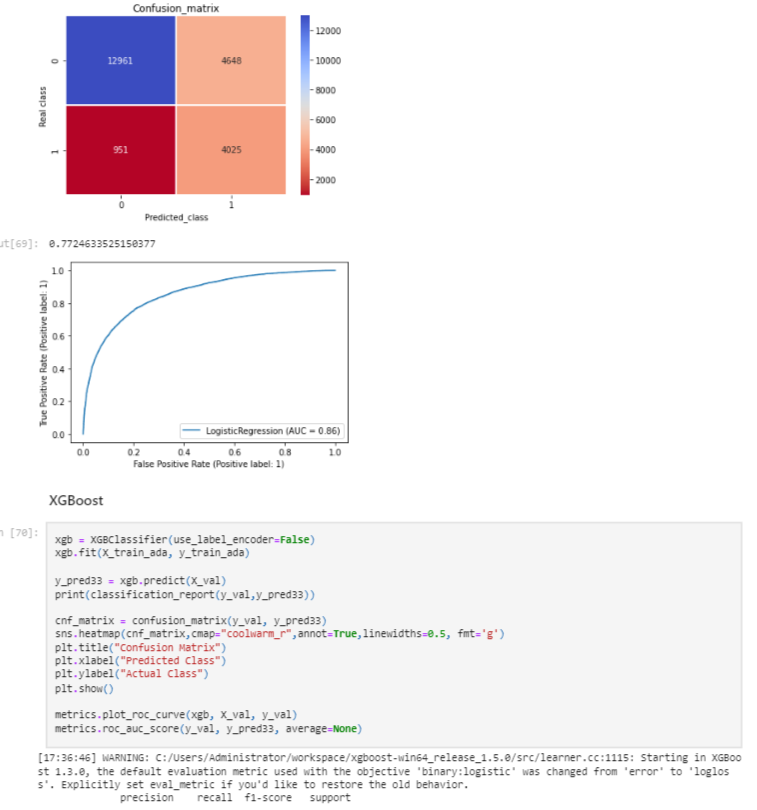 Confusion_matrix
12961
4648
951
4025
0
1
Real class
0
1
Predicted_class
12000
10000
8000
6000
4000
2000
ut[69]: 0.7724633525150377
1.0
0.8
0.6
0.4
0.2
0.0
True Positive Rate (Positive label: 1)
LogisticRegression (AUC = 0.86)
0.0 0.2 0.4 0.6 0.8 1.0
False Positive Rate (Positive label: 1)
XGBoost
n [70]:
xgb = XGBClassifier(use_label_encoder=False)
xgb.fit(X_train_ada, y_train_ada)
y_pred33 = xgb.predict(X_val)
print(classification_report(y_val,y_pred33))
cnf_matrix = confusion_matrix(y_val, y_pred33)
sns.heatmap(cnf_matrix,cmap="coolwarm_r",annot=True,linewidths=0.5, fmt='g')
plt.title("Confusion Matrix")
plt.xlabel("Predicted Class")
plt.ylabel("Actual Class")
plt.show()
metrics.plot_roc_curve(xgb, X_val, y_val)
metrics.roc_auc_score(y_val, y_pred33, average=None)
[17:36:46] WARNING: C:/Users/Administrator/workspace/xgboost-win64_release_1.5.0/src/learner.cc:1115: Starting in XGBoo
st 1.3.0, the default evaluation metric used with the objective 'binary:logistic' was changed from 'error' to 'loglos
s'. Explicitly set eval_metric if you'd like to restore the old behavior.
precision recall f1-score support